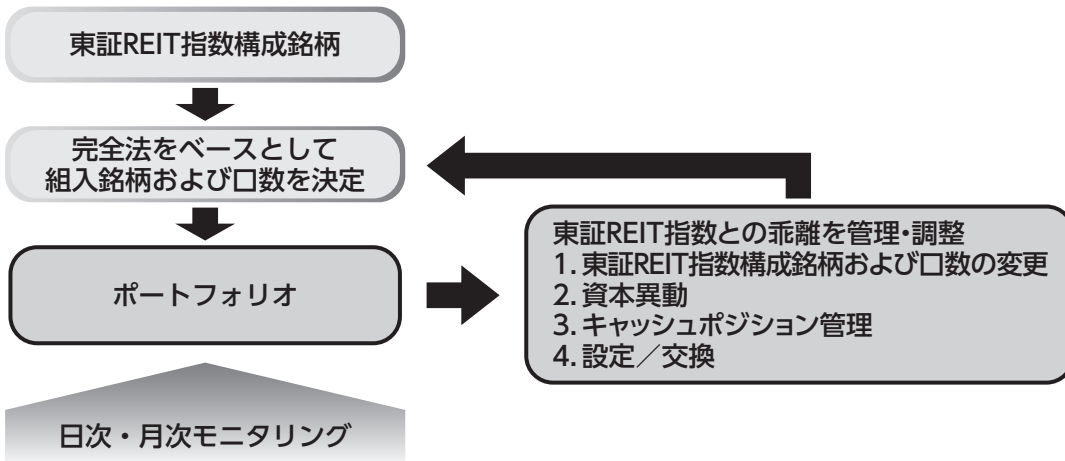 東証REIT指数構成銘柄
完全法をベースとして
組入銘柄および口数を決定
ポートフォリオ
東証REIT指数との乖離を管理・調整
1. 東証REIT指数構成銘柄および口数の変更
2. 資本異動
3. キャッシュポジション管理
4. 設定／交換
日次・月次モニタリング